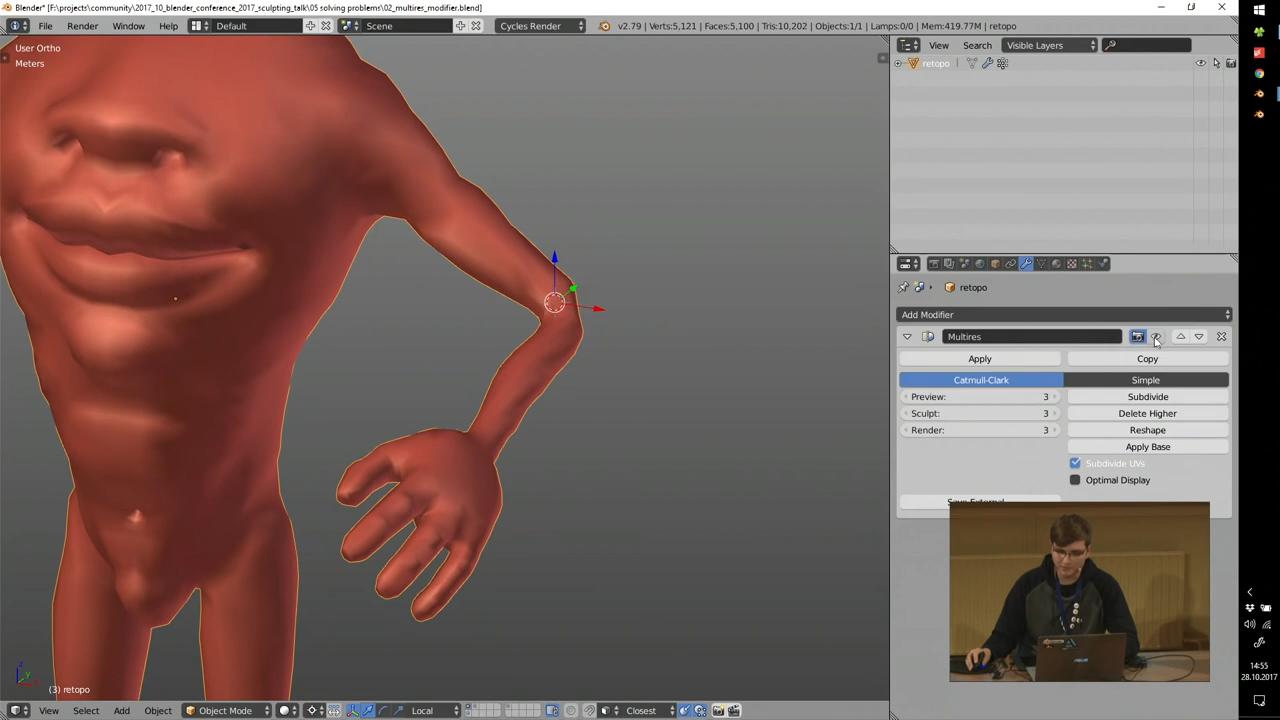 Blender* [F:\projects\community\2017_10_blender_conference_2017_sculpting_talk\05 solving problems\02_multires_modifier.blend]
File Render Window Help Default Scene Cycles Render v2.79 | Verts:5,121 | Faces:5,100 | Tris:10,202 | Objects:1/1 | Lamps:0/0 | Mem:419.77M | retopo
User Ortho
Meters
View Search Visible Layers
retopo
retopo
Add Modifier
Multires
Apply Copy
Catmull-Clark Simple
Preview: 3 Subdivide
Sculpt: 3 Delete Higher
Render: 3 Reshape
Apply Base
Subdivide UVs
Optimal Display
Save External
ASUS
14:55
28.10.2017
(3) retopo
View Select Add Object Object Mode Local Closest